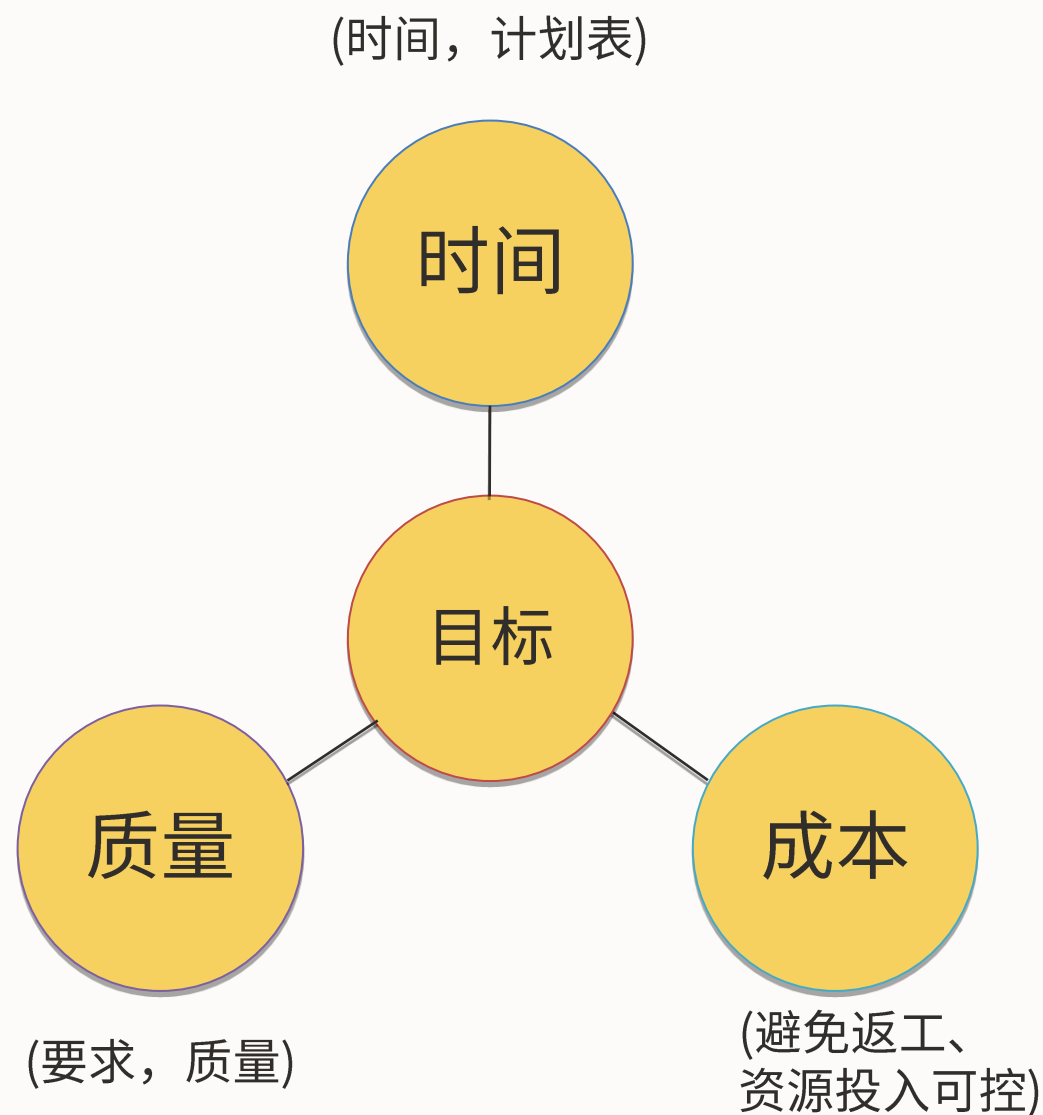 (时间，计划表)
时间
目标
质量
成本
(要求，质量)
(避免返工、
资源投入可控)